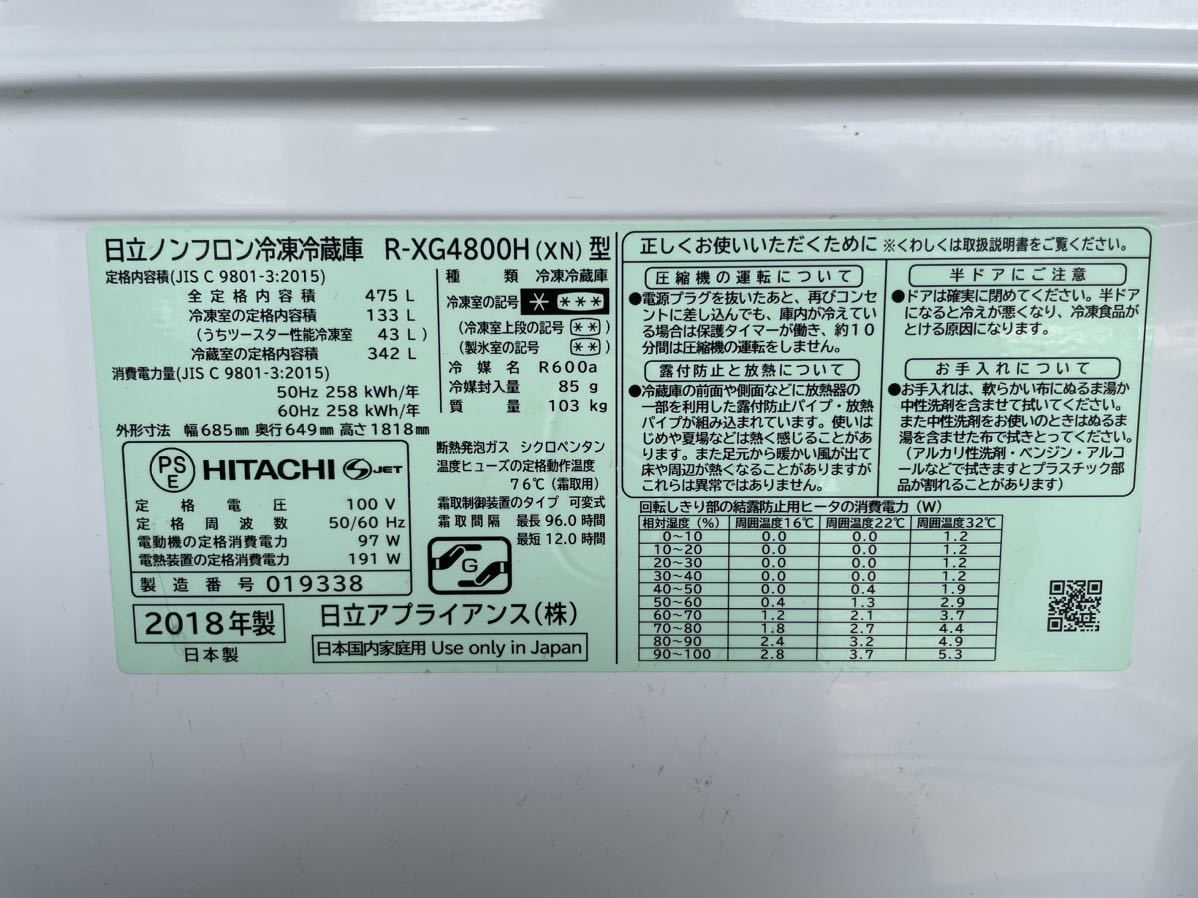 日立ノンフロン冷凍冷蔵庫 R-XG4800H (XN) 型
定格内容積(JIS C 9801-3:2015)
全定格内容積 475 L
冷凍室の定格内容積 133 L
(うちツースター性能冷凍室 43 L)
冷蔵室の定格内容積 342 L
消費電力量(JIS C 9801-3:2015)
50Hz 258 kWh/年
60Hz 258 kWh/年
外形寸法 幅685mm 奥行649mm 高さ1818mm
種類 冷凍冷蔵庫
冷凍室の記号 * ***
(冷凍室上段の記号 **)
(製氷室の記号 **)
冷媒名 R600a
冷媒封入量 85 g
質量 103 kg
PS
E
HITACHI S JET
定格電圧 100 V
定格周波数 50/60 Hz
電動機の定格消費電力 97 W
電熱装置の定格消費電力 191 W
製造番号 019338
断熱発泡ガス シクロペンタン
温度ヒューズの定格動作温度
76℃(霜取用)
霜取制御装置のタイプ 可変式
霜取間隔 最長 96.0 時間
最短 12.0 時間
G
2018年製
日本製
日立アプライアンス(株)
日本国内家庭用 Use only in Japan
正しくお使いいただくために ※くわしくは取扱説明書をご覧ください。
圧縮機の運転について
●電源プラグを抜いたあと、再びコンセ
ントに差し込んでも、庫内が冷えてい
る場合は保護タイマーが働き、約10
分間は圧縮機の運転をしません。
露付防止と放熱について
●冷蔵庫の前面や側面などに放熱器の
一部を利用した露付防止パイプ・放熱
パイプが組み込まれています。使いは
じめや夏場などは熱く感じることがあ
ります。また足元から暖かい風が出て
床や周辺が熱くなることがありますが
これらは異常ではありません。
半ドアにご注意
●ドアは確実に閉めてください。半ドア
になると冷えが悪くなり、冷凍食品が
とける原因になります。
お手入れについて
●お手入れは、軟らかい布にぬるま湯か
中性洗剤を含ませて拭いてください。
また中性洗剤をお使いのときはぬるま
湯を含ませた布で拭きとってください。
(アルカリ性洗剤・ベンジン・アルコ
ールなどで拭きますとプラスチック部
品が割れることがあります)
回転しきり部の結露防止用ヒータの消費電力(W)
相対湿度(%) 周囲温度16℃ 周囲温度22℃ 周囲温度32℃
0~10 0.0 0.0 1.2
10~20 0.0 0.0 1.2
20~30 0.0 0.0 1.2
30~40 0.0 0.0 1.2
40~50 0.0 0.4 1.9
50~60 0.4 1.3 2.9
60~70 1.2 2.1 3.7
70~80 1.8 2.7 4.4
80~90 2.4 3.2 4.9
90~100 2.8 3.7 5.3